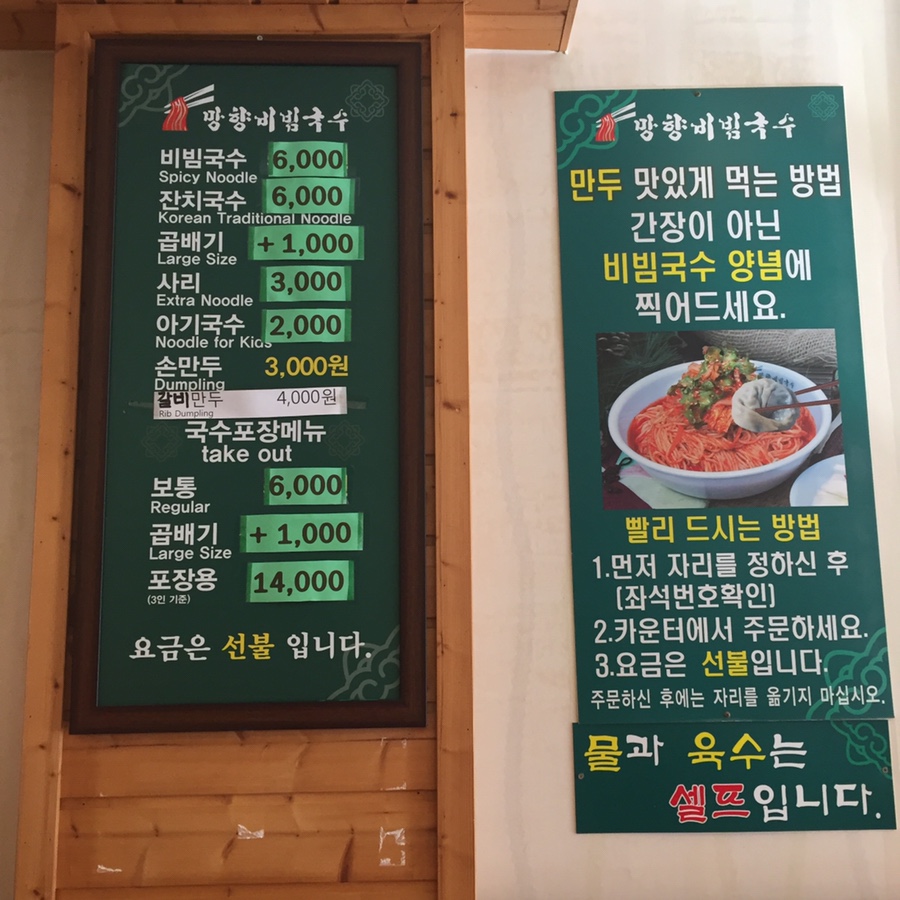 망향비빔국수
비빔국수 6,000
Spicy Noodle
잔치국수 6,000
Korean Traditional Noodle
곱배기 + 1,000
Large Size
사리 3,000
Extra Noodle
아기국수 2,000
Noodle for Kids
손만두 3,000원
Dumpling
갈비만두 4,000원
Rib Dumpling
국수포장메뉴
take out
보통 6,000
Regular
곱배기 + 1,000
Large Size
포장용 14,000
(3인 기준)
요금은 선불 입니다.
망향비빔국수
만두 맛있게 먹는 방법
간장이 아닌
비빔국수 양념에
찍어드세요.
빨리 드시는 방법
1.먼저 자리를 정하신 후
[좌석번호확인]
2.카운터에서 주문하세요.
3.요금은 선불입니다.
주문하신 후에는 자리를 옮기지 마십시오.
물과 육수는
셀프입니다.